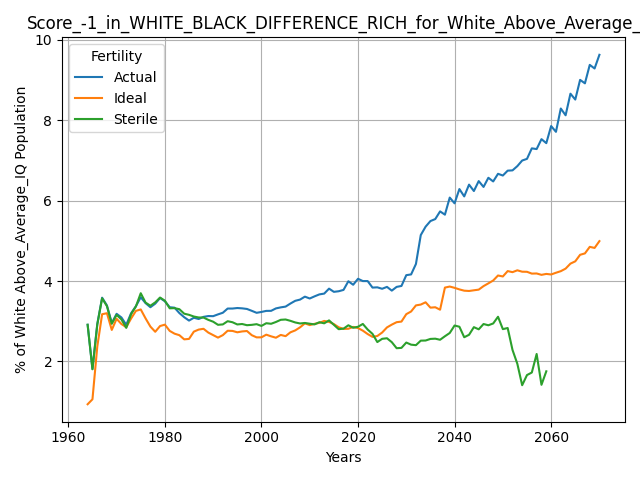 Score_-1_in_WHITE_BLACK_DIFFERENCE_RICH_for_White_Above_Average_
10
8
6
4
2
% of White Above_Average_IQ Population
Fertility
Actual
Ideal
Sterile
1960 1980 2000 2020 2040 2060
Years